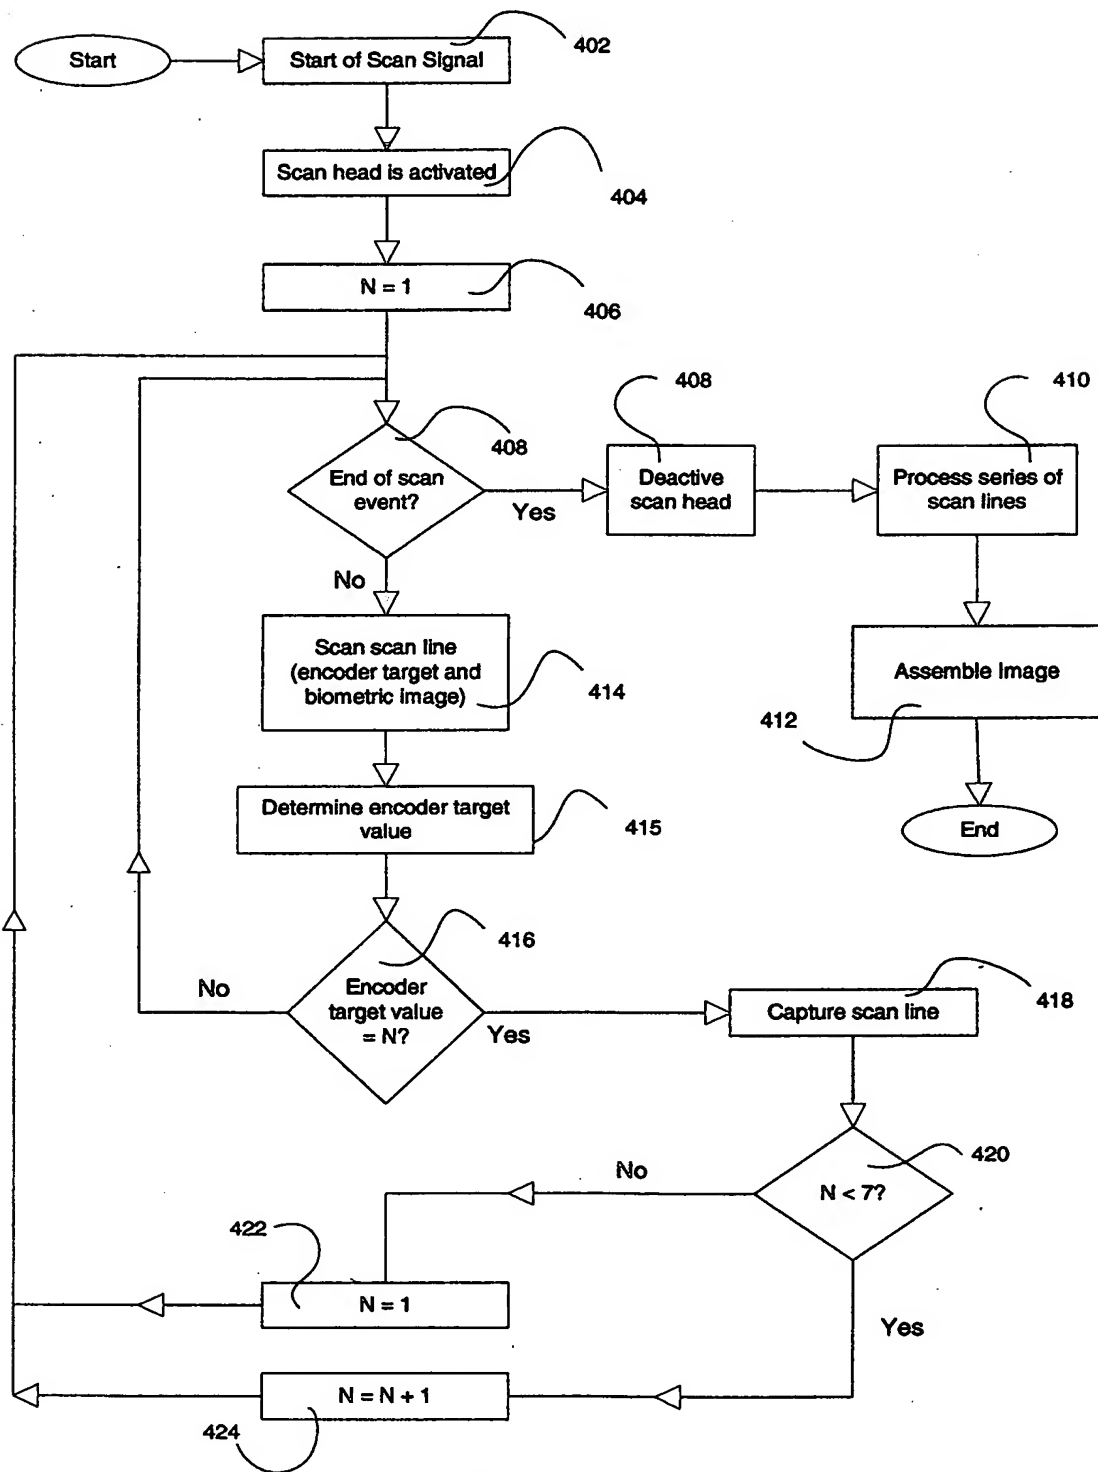 Start
Start of Scan Signal
402
Scan head is activated
404
N = 1
406
End of scan
event?
408
Yes
No
Deactive
scan head
408
Process series of
scan lines
410
Assemble Image
412
End
Scan scan line
(encoder target and
biometric image)
414
Determine encoder target
value
415
Encoder
target value
= N?
416
No
Yes
Capture scan line
418
N < 7?
420
No
Yes
N = 1
422
N = N + 1
424